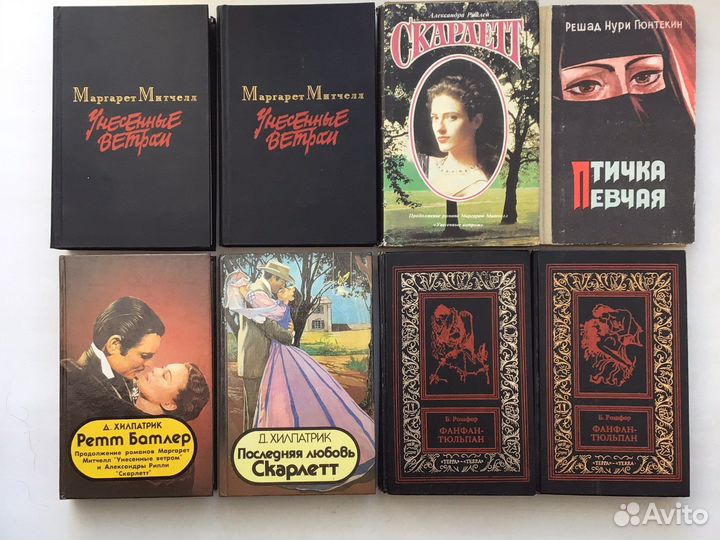 Маргарет Митчелл
Унесенные
ветром
Маргарет Митчелл
Унесенные
ветром
Александра Риплей
СКАРЛЕТТ
Продолжение романа Маргарет Митчелл
«Унесенные ветром»
РЕШАД НУРИ ГЮНТЕКИН
ПТИЧКА
ПЕВЧАЯ
Д. ХИЛПАТРИК
Ретт Батлер
Продолжение романов Маргарет
Митчелл "Унесенные ветром"
и Александры Рипли
"Скарлетт"
Д. ХИЛПАТРИК
Последняя любовь
Скарлетт
Б. Рошфор
ФАНФАН-
ТЮЛЬПАН
"ТЕРРА"–"TERRA"
Б. Рошфор
ФАНФАН-
ТЮЛЬПАН
"ТЕРРА"–"TERRA"
Avito